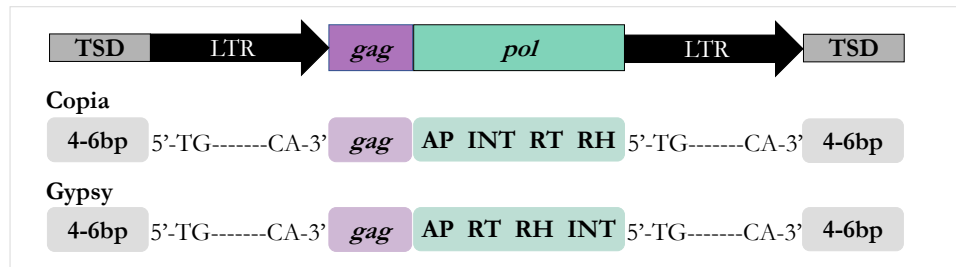 TSD LTR gag pol LTR TSD
Copia
4-6bp 5'-TG-------CA-3' gag AP INT RT RH 5'-TG-------CA-3' 4-6bp
Gypsy
4-6bp 5'-TG-------CA-3' gag AP RT RH INT 5'-TG-------CA-3' 4-6bp